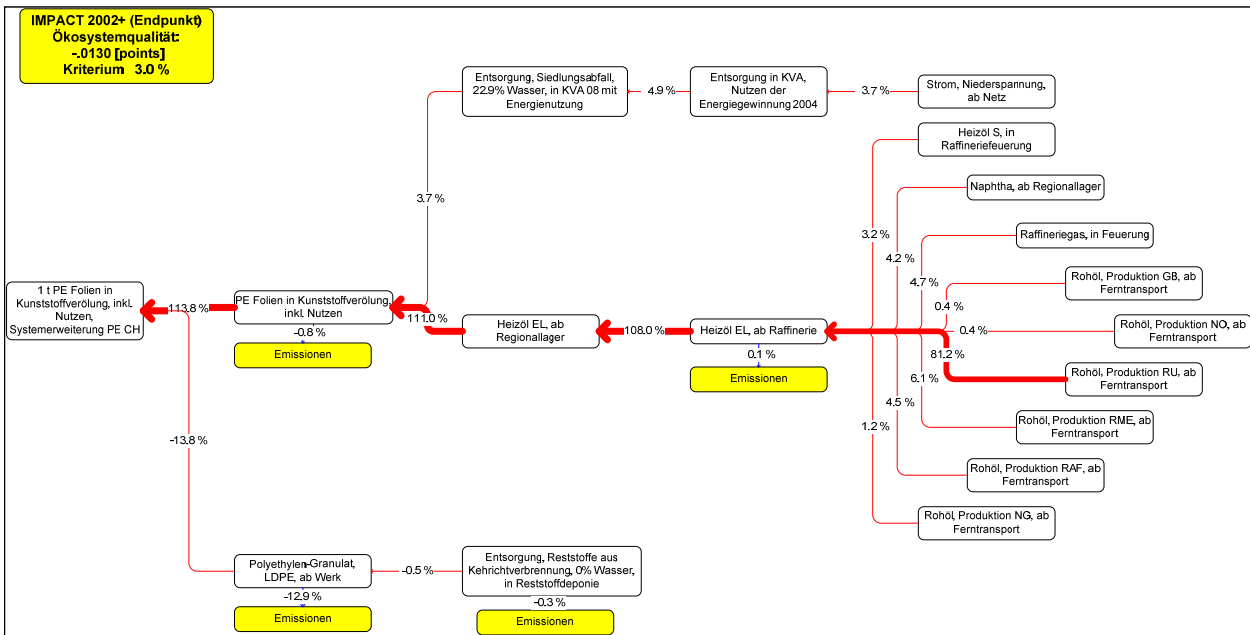 IMPACT 2002+ (Endpunkt)
Ökosystemqualität:
-.0130 [points]
Kriterium 3.0 %
Entsorgung, Siedlungsabfall,
22.9% Wasser, in KVA 08 mit
Energienutzung
4.9 %
Entsorgung in KVA,
Nutzen der
Energiegewinnung 2004
3.7 %
Strom, Niederspannung,
ab Netz
Heizöl S, in
Raffineriefeuerung
3.7 %
Naphtha, ab Regionallager
3.2 %
Raffineriegas, in Feuerung
4.2 %
4.7 %
Rohöl, Produktion GB, ab
Ferntransport
0.4 %
1 t PE Folien in
Kunststoffverölung, inkl.
Nutzen,
Systemerweiterung PE CH
113.8 %
PE Folien in Kunststoffverölung,
inkl. Nutzen
-0.8 %
Emissionen
111.0 %
Heizöl EL, ab
Regionallager
108.0 %
Heizöl EL, ab Raffinerie
0.1 %
Emissionen
0.4 %
Rohöl, Produktion NO, ab
Ferntransport
81.2 %
Rohöl, Produktion RU, ab
Ferntransport
6.1 %
Rohöl, Produktion RME, ab
Ferntransport
4.5 %
Rohöl, Produktion RAF, ab
Ferntransport
1.2 %
Rohöl, Produktion NG, ab
Ferntransport
-13.8 %
Polyethylen-Granulat,
LDPE, ab Werk
-12.9 %
Emissionen
-0.5 %
Entsorgung, Reststoffe aus
Kehrichtverbrennung, 0% Wasser,
in Reststoffdeponie
-0.3 %
Emissionen